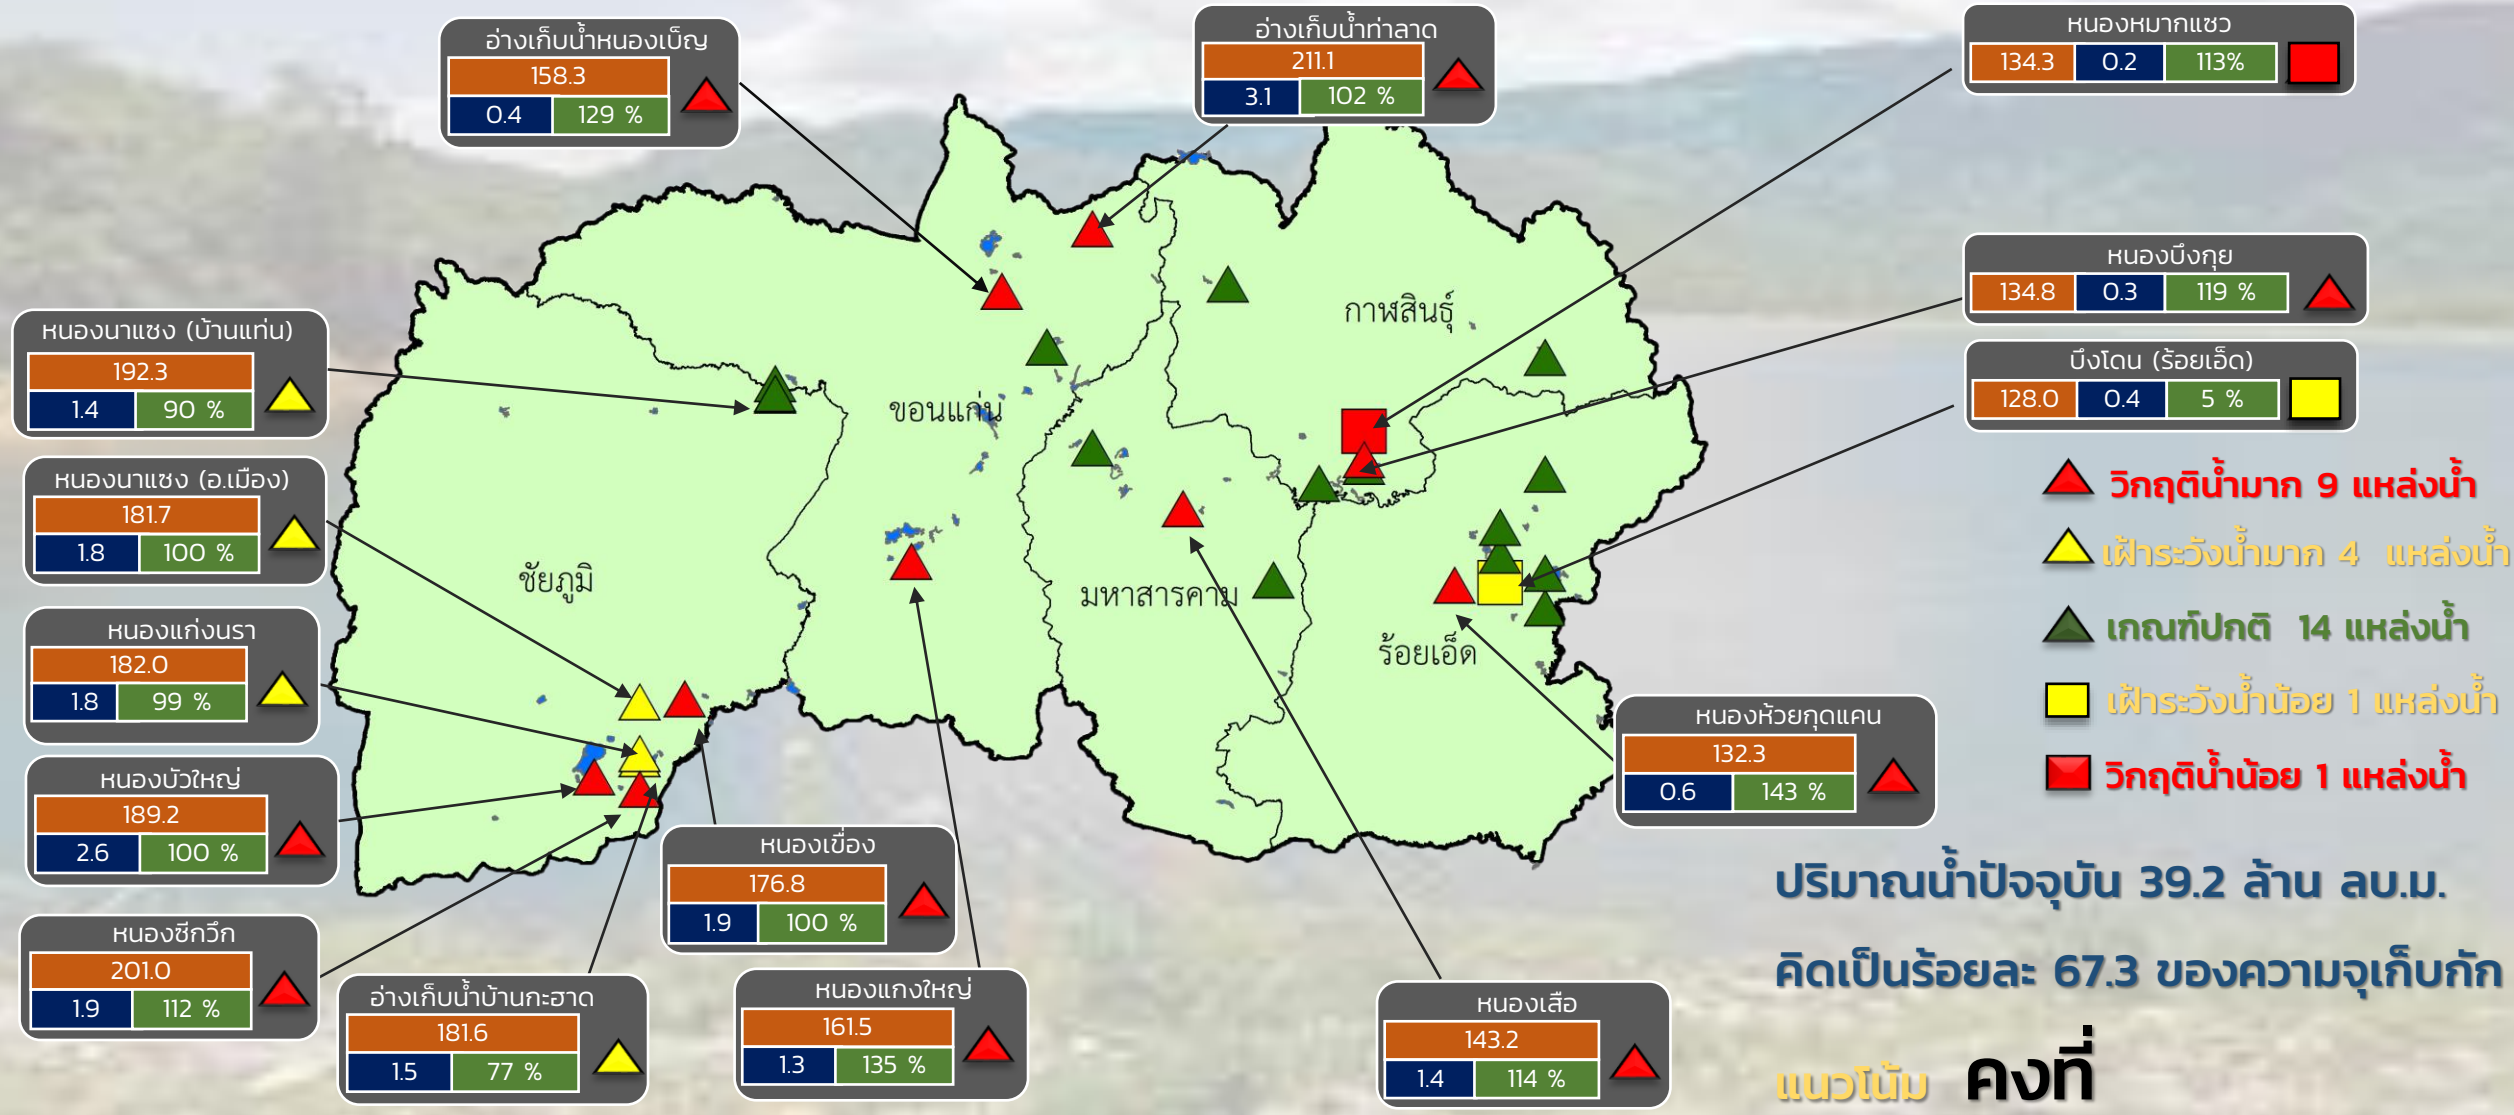 อ่างเก็บน้ำหนองเบ็ญ
158.3
0.4 129 %
อ่างเก็บน้ำท่าลาด
211.1
3.1 102 %
หนองหมากแซว
134.3 0.2 113%
หนองบึงกุย
134.8 0.3 119 %
บึงโดน (ร้อยเอ็ด)
128.0 0.4 5 %
หนองนาแซง (บ้านแท่น)
192.3
1.4 90 %
หนองนาแซง (อ.เมือง)
181.7
1.8 100 %
หนองแก่งนรา
182.0
1.8 99 %
หนองบัวใหญ่
189.2
2.6 100 %
หนองซีกวึก
201.0
1.9 112 %
อ่างเก็บน้ำบ้านกะฮาด
181.6
1.5 77 %
หนองเขื่อง
176.8
1.9 100 %
หนองแกงใหญ่
161.5
1.3 135 %
หนองเสือ
143.2
1.4 114 %
หนองห้วยกุดแคน
132.3
0.6 143 %
กาฬสินธุ์
ขอนแก่น
ชัยภูมิ
มหาสารคาม
ร้อยเอ็ด
วิกฤติน้ำมาก 9 แหล่งน้ำ
เฝ้าระวังน้ำมาก 4 แหล่งน้ำ
เกณฑ์ปกติ 14 แหล่งน้ำ
เฝ้าระวังน้ำน้อย 1 แหล่งน้ำ
วิกฤติน้ำน้อย 1 แหล่งน้ำ
ปริมาณน้ำปัจจุบัน 39.2 ล้าน ลบ.ม.
คิดเป็นร้อยละ 67.3 ของความจุเก็บกัก
แนวโน้ม คงที่